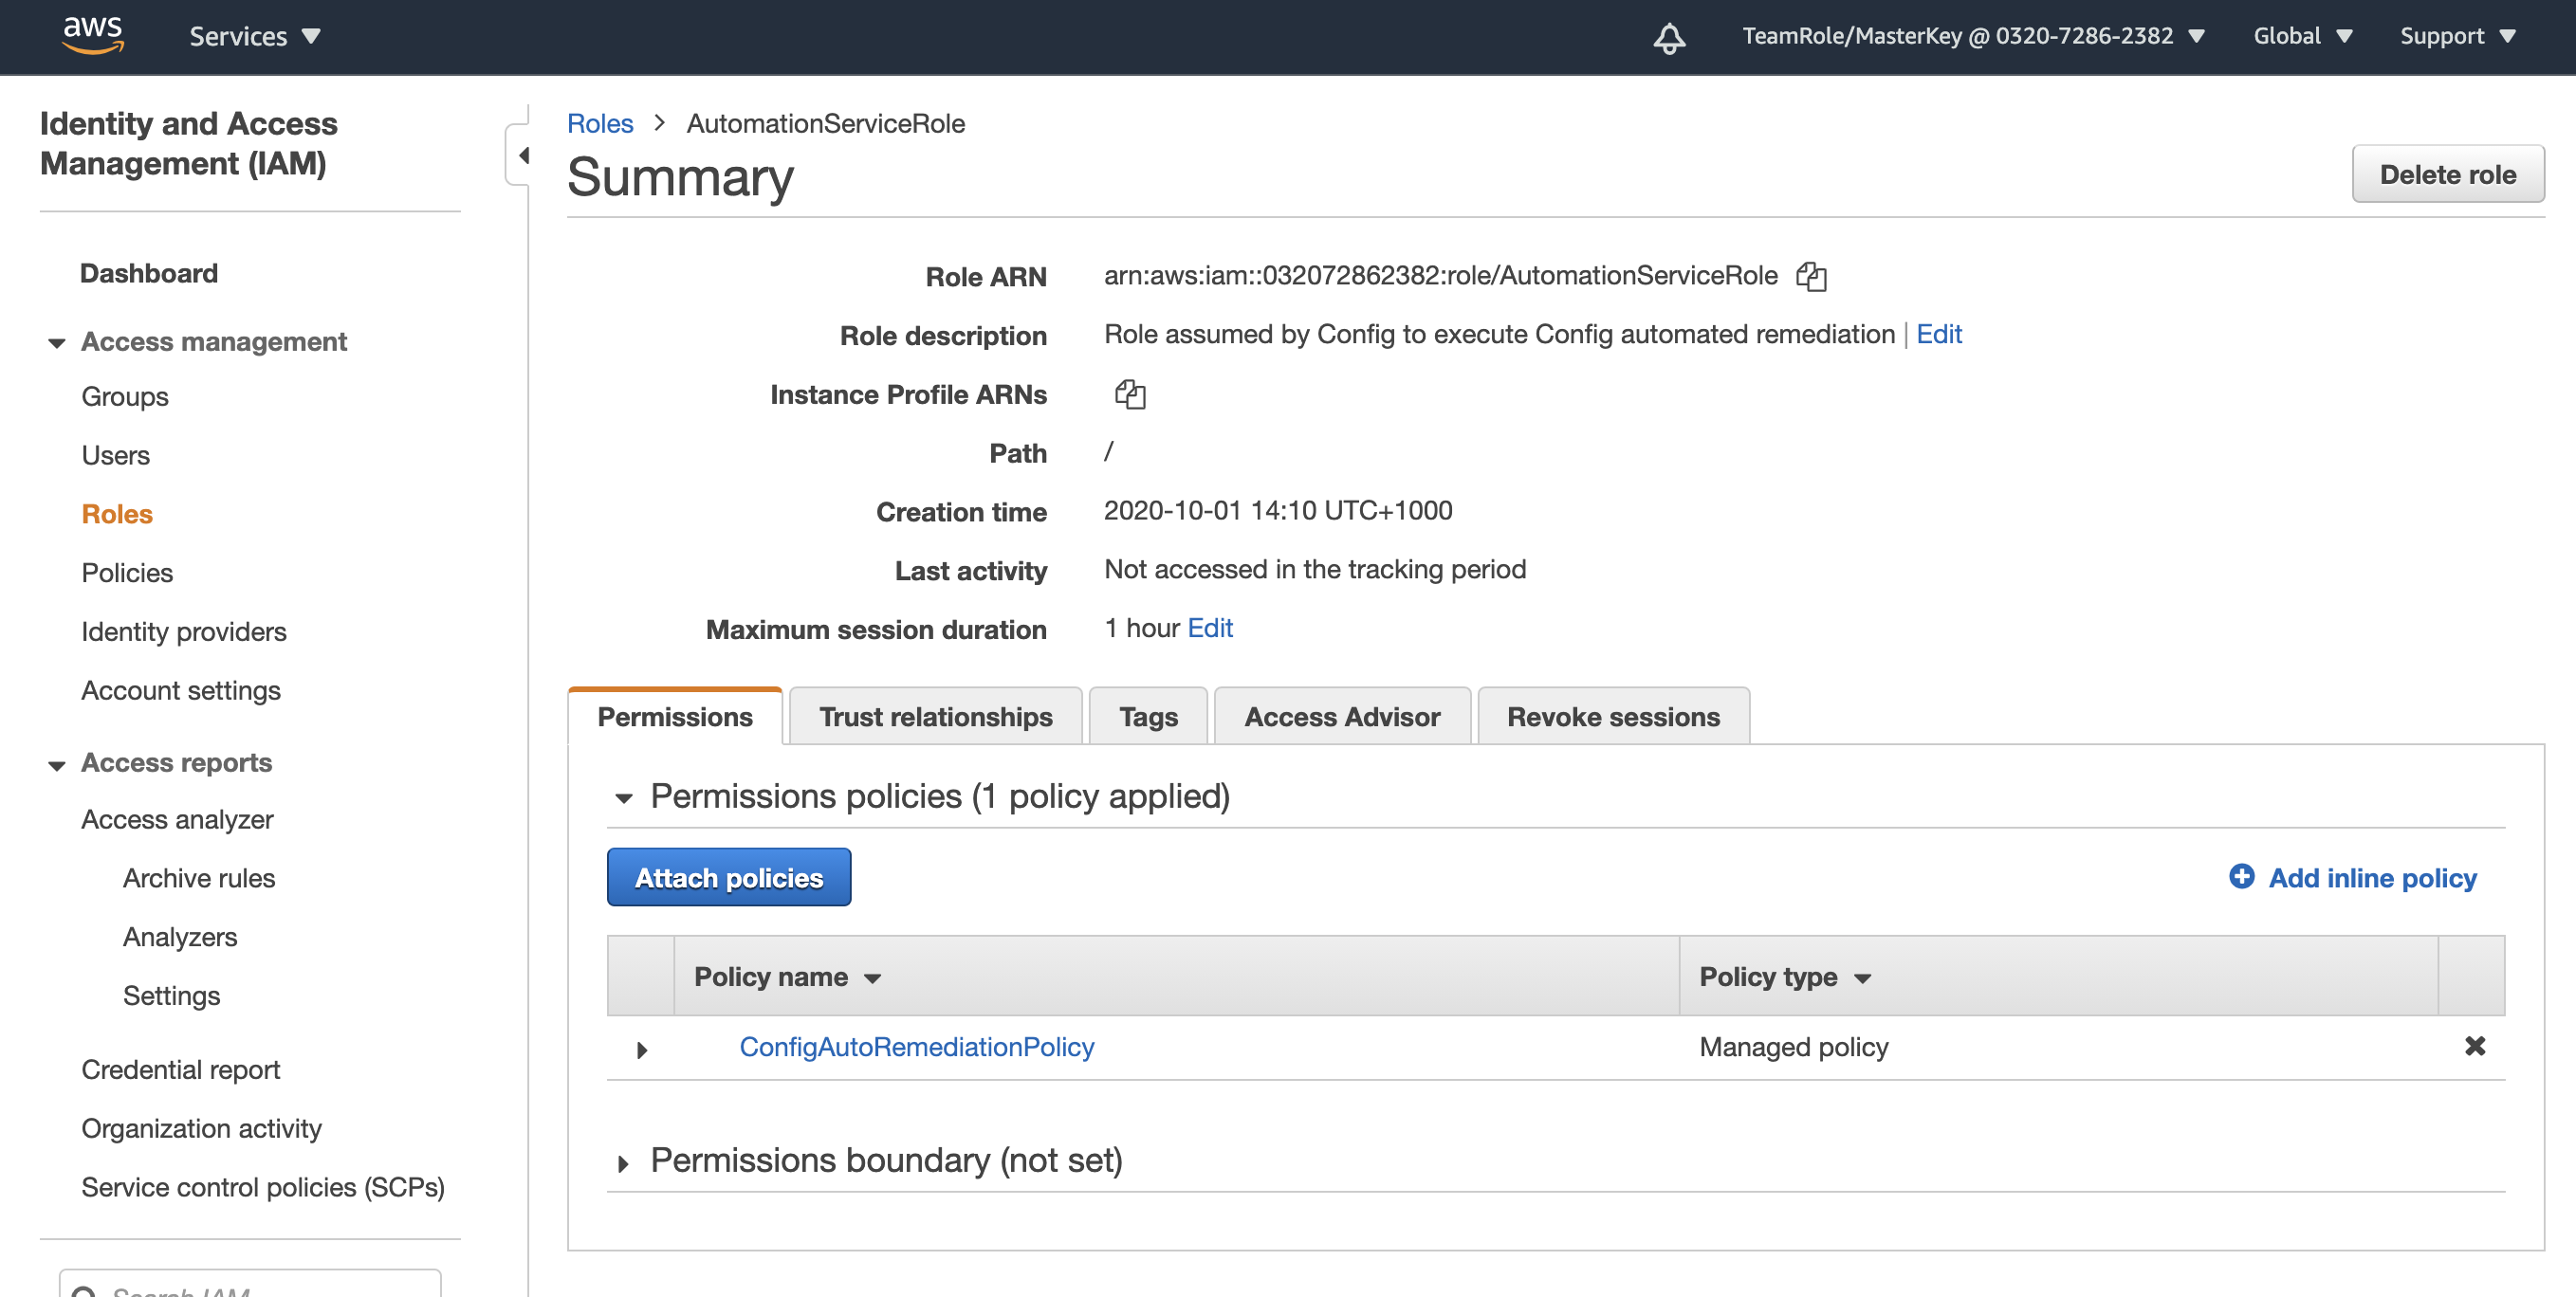 aws
Services
TeamRole/MasterKey @ 0320-7286-2382
Global
Support
Identity and Access
Management (IAM)
Dashboard
Access management
Groups
Users
Roles
Policies
Identity providers
Account settings
Access reports
Access analyzer
Archive rules
Analyzers
Settings
Credential report
Organization activity
Service control policies (SCPs)
Search IAM
Roles > AutomationServiceRole
Summary
Delete role
Role ARN arn:aws:iam::032072862382:role/AutomationServiceRole
Role description Role assumed by Config to execute Config automated remediation | Edit
Instance Profile ARNs
Path /
Creation time 2020-10-01 14:10 UTC+1000
Last activity Not accessed in the tracking period
Maximum session duration 1 hour Edit
Permissions Trust relationships Tags Access Advisor Revoke sessions
Permissions policies (1 policy applied)
Attach policies
Add inline policy
Policy name Policy type
ConfigAutoRemediationPolicy Managed policy
Permissions boundary (not set)